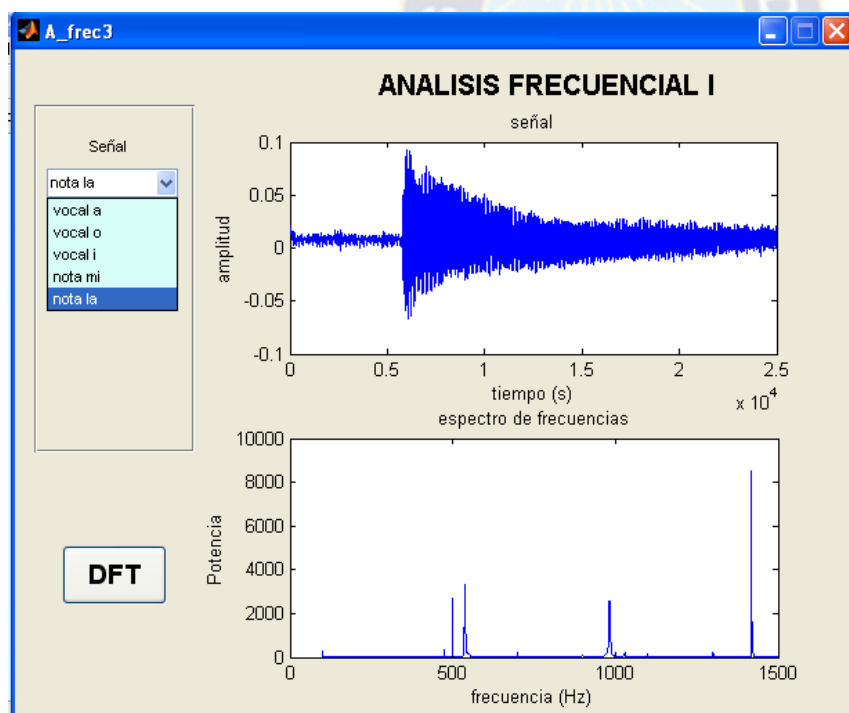 A_frec3
ANALISIS FRECUENCIAL I
Señal
nota la
vocal a
vocal o
vocal i
nota mi
nota la
DFT
señal
amplitud
0.1
0.05
0
-0.05
-0.1
0 0.5 1 1.5 2 2.5
tiempo (s)
x 10^4
espectro de frecuencias
Potencia
10000
8000
6000
4000
2000
0
0 500 1000 1500
frecuencia (Hz)